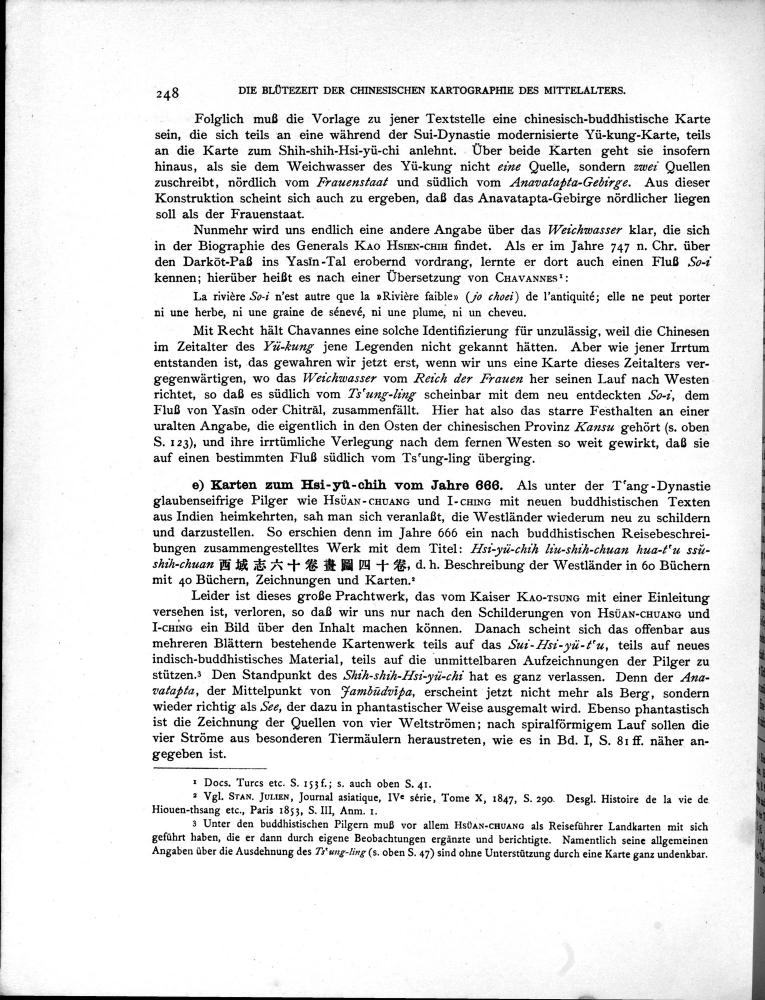 248
DIE BLÜTEZEIT DER CHINESISCHEN KARTOGRAPHIE DES MITTELALTERS.
Folglich muß die Vorlage zu jener Textstelle eine chinesisch-buddhistische Karte
sein, die sich teils an eine während der Sui-Dynastie modernisierte Yü-kung-Karte, teils
an die Karte zum Shih-shih-Hsi-yü-chi anlehnt. Über beide Karten geht sie insofern
hinaus, als sie dem Weichwasser des Yü-kung nicht eine Quelle, sondern zwei Quellen
zuschreibt, nördlich vom Frauenstaat und südlich vom Anavatapta-Gebirge. Aus dieser
Konstruktion scheint sich auch zu ergeben, daß das Anavatapta-Gebirge nördlicher liegen
soll als der Frauenstaat.
Nunmehr wird uns endlich eine andere Angabe über das Weichwasser klar, die sich
in der Biographie des Generals KAO HSIEN-CHIH findet. Als er im Jahre 747 n. Chr. über
den Darköt-Paß ins Yasīn-Tal erobernd vordrang, lernte er dort auch einen Fluß So-i
kennen; hierüber heißt es nach einer Übersetzung von CHAVANNES¹:
La rivière So-i n'est autre que la »Rivière faible» (jo choei) de l'antiquité; elle ne peut porter
ni une herbe, ni une graine de sénevé, ni une plume, ni un cheveu.
Mit Recht hält Chavannes eine solche Identifizierung für unzulässig, weil die Chinesen
im Zeitalter des Yü-kung jene Legenden nicht gekannt hätten. Aber wie jener Irrtum
entstanden ist, das gewahren wir jetzt erst, wenn wir uns eine Karte dieses Zeitalters ver-
gegenwärtigen, wo das Weichwasser vom Reich der Frauen her seinen Lauf nach Westen
richtet, so daß es südlich vom Ts'ung-ling scheinbar mit dem neu entdeckten So-i, dem
Fluß von Yasīn oder Chitrāl, zusammenfällt. Hier hat also das starre Festhalten an einer
uralten Angabe, die eigentlich in den Osten der chinesischen Provinz Kansu gehört (s. oben
S. 123), und ihre irrtümliche Verlegung nach dem fernen Westen so weit gewirkt, daß sie
auf einen bestimmten Fluß südlich vom Ts'ung-ling überging.
e) Karten zum Hsi-yü-chih vom Jahre 666. Als unter der T'ang-Dynastie
glaubenseifrige Pilger wie HSÜAN-CHUANG und I-CHING mit neuen buddhistischen Texten
aus Indien heimkehrten, sah man sich veranlaßt, die Westländer wiederum neu zu schildern
und darzustellen. So erschien denn im Jahre 666 ein nach buddhistischen Reisebeschrei-
bungen zusammengestelltes Werk mit dem Titel: Hsi-yü-chih liu-shih-chuan hua-t'u ssü-
shih-chuan 西域志六十卷畫圖四十卷, d. h. Beschreibung der Westländer in 60 Büchern
mit 40 Büchern, Zeichnungen und Karten.²
Leider ist dieses große Prachtwerk, das vom Kaiser KAO-TSUNG mit einer Einleitung
versehen ist, verloren, so daß wir uns nur nach den Schilderungen von HSÜAN-CHUANG und
I-CHING ein Bild über den Inhalt machen können. Danach scheint sich das offenbar aus
mehreren Blättern bestehende Kartenwerk teils auf das Sui-Hsi-yü-t'u, teils auf neues
indisch-buddhistisches Material, teils auf die unmittelbaren Aufzeichnungen der Pilger zu
stützen.³ Den Standpunkt des Shih-shih-Hsi-yü-chi hat es ganz verlassen. Denn der Ana-
vatapta, der Mittelpunkt von Jambūdvīpa, erscheint jetzt nicht mehr als Berg, sondern
wieder richtig als See, der dazu in phantastischer Weise ausgemalt wird. Ebenso phantastisch
ist die Zeichnung der Quellen von vier Weltströmen; nach spiralförmigem Lauf sollen die
vier Ströme aus besonderen Tiermäulern heraustreten, wie es in Bd. I, S. 81 ff. näher an-
gegeben ist.
¹ Docs. Turcs etc. S. 153 f.; s. auch oben S. 41.
² Vgl. STAN. JULIEN, Journal asiatique, IVᵉ série, Tome X, 1847, S. 290. Desgl. Histoire de la vie de
Hiouen-thsang etc., Paris 1853, S. III, Anm. 1.
³ Unter den buddhistischen Pilgern muß vor allem HSÜAN-CHUANG als Reiseführer Landkarten mit sich
geführt haben, die er dann durch eigene Beobachtungen ergänzte und berichtigte. Namentlich seine allgemeinen
Angaben über die Ausdehnung des Ts'ung-ling (s. oben S. 47) sind ohne Unterstützung durch eine Karte ganz undenkbar.